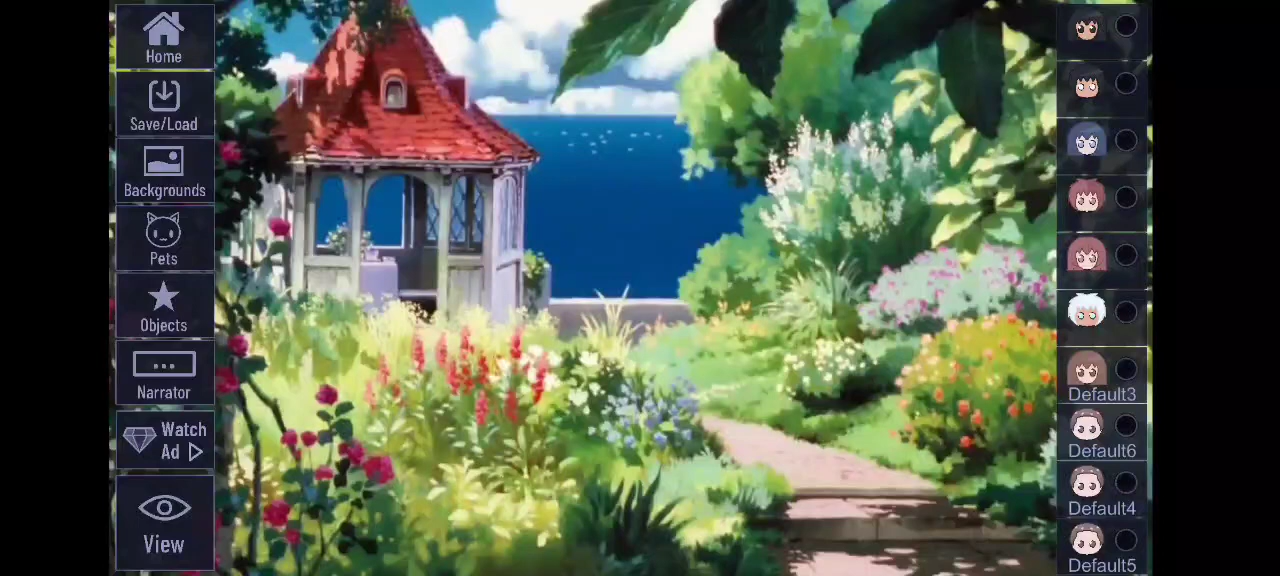 Home
Save/Load
Backgrounds
Pets
Objects
Narrator
Watch
Ad
View
Default3
Default6
Default4
Default5